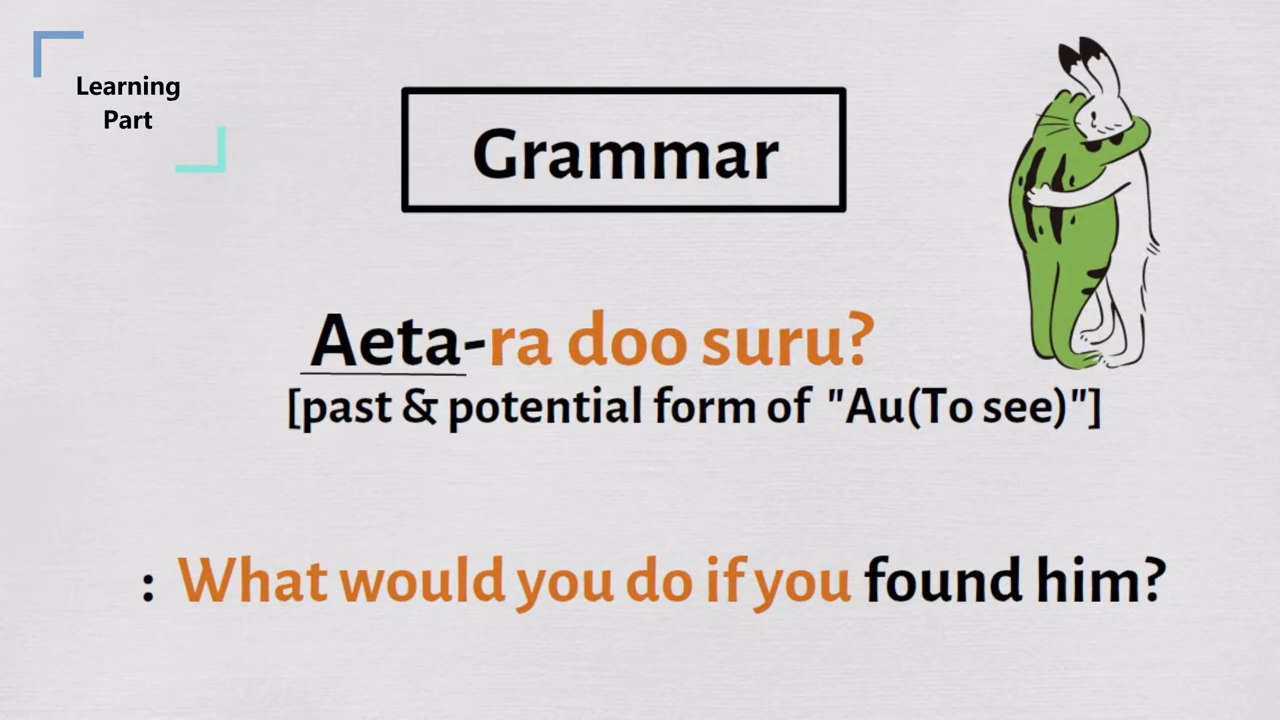 Learning
Part
Grammar
Aeta-ra doo suru?
[past & potential form of "Au(To see)"]
: What would you do if you found him?